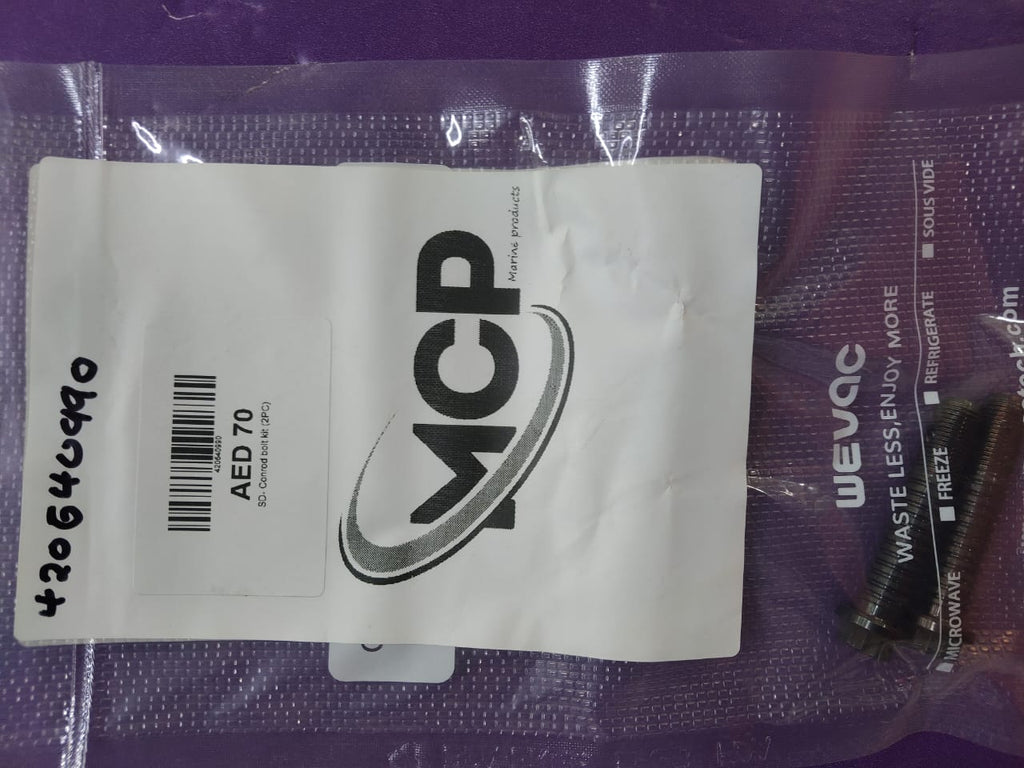 420640990
420640990
AED 70
SD- Conrod bolt kit (2PC)
MCP
Marine products
wevac
WASTE LESS, ENJOY MORE
MICROWAVE FREEZE REFRIGERATE SOUS VIDE